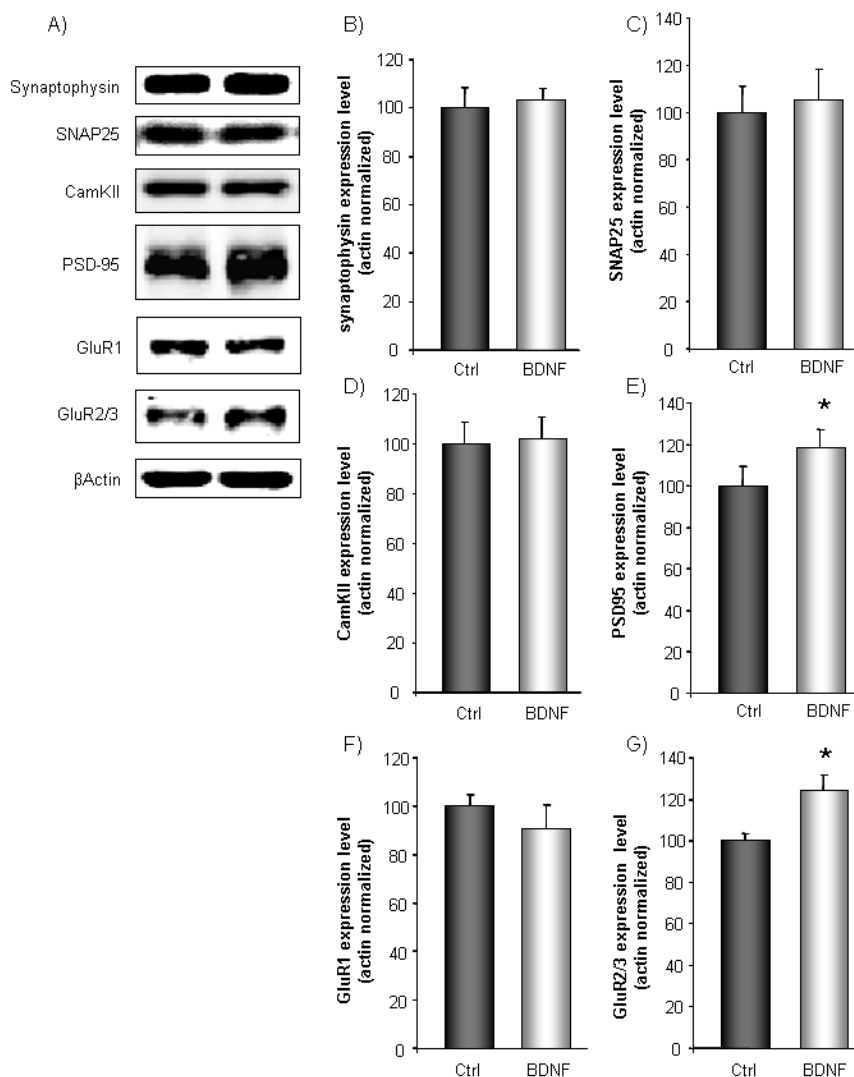 A)
Synaptophysin
SNAP25
CamKII
PSD-95
GluR1
GluR2/3
βActin
B)
synaptophysin expression level
(actin normalized)
120
100
80
60
40
20
0
Ctrl BDNF
C)
SNAP25 expression level
(actin normalized)
140
120
100
80
60
40
20
0
Ctrl BDNF
D)
CamKII expression level
(actin normalized)
120
100
80
60
40
20
0
Ctrl BDNF
E)
PSD95 expression level
(actin normalized)
140
120
100
80
60
40
20
0
*
Ctrl BDNF
F)
GluR1 expression level
(actin normalized)
120
100
80
60
40
20
0
Ctrl BDNF
G)
GluR2/3 expression level
(actin normalized)
140
120
100
80
60
40
20
0
*
Ctrl BDNF